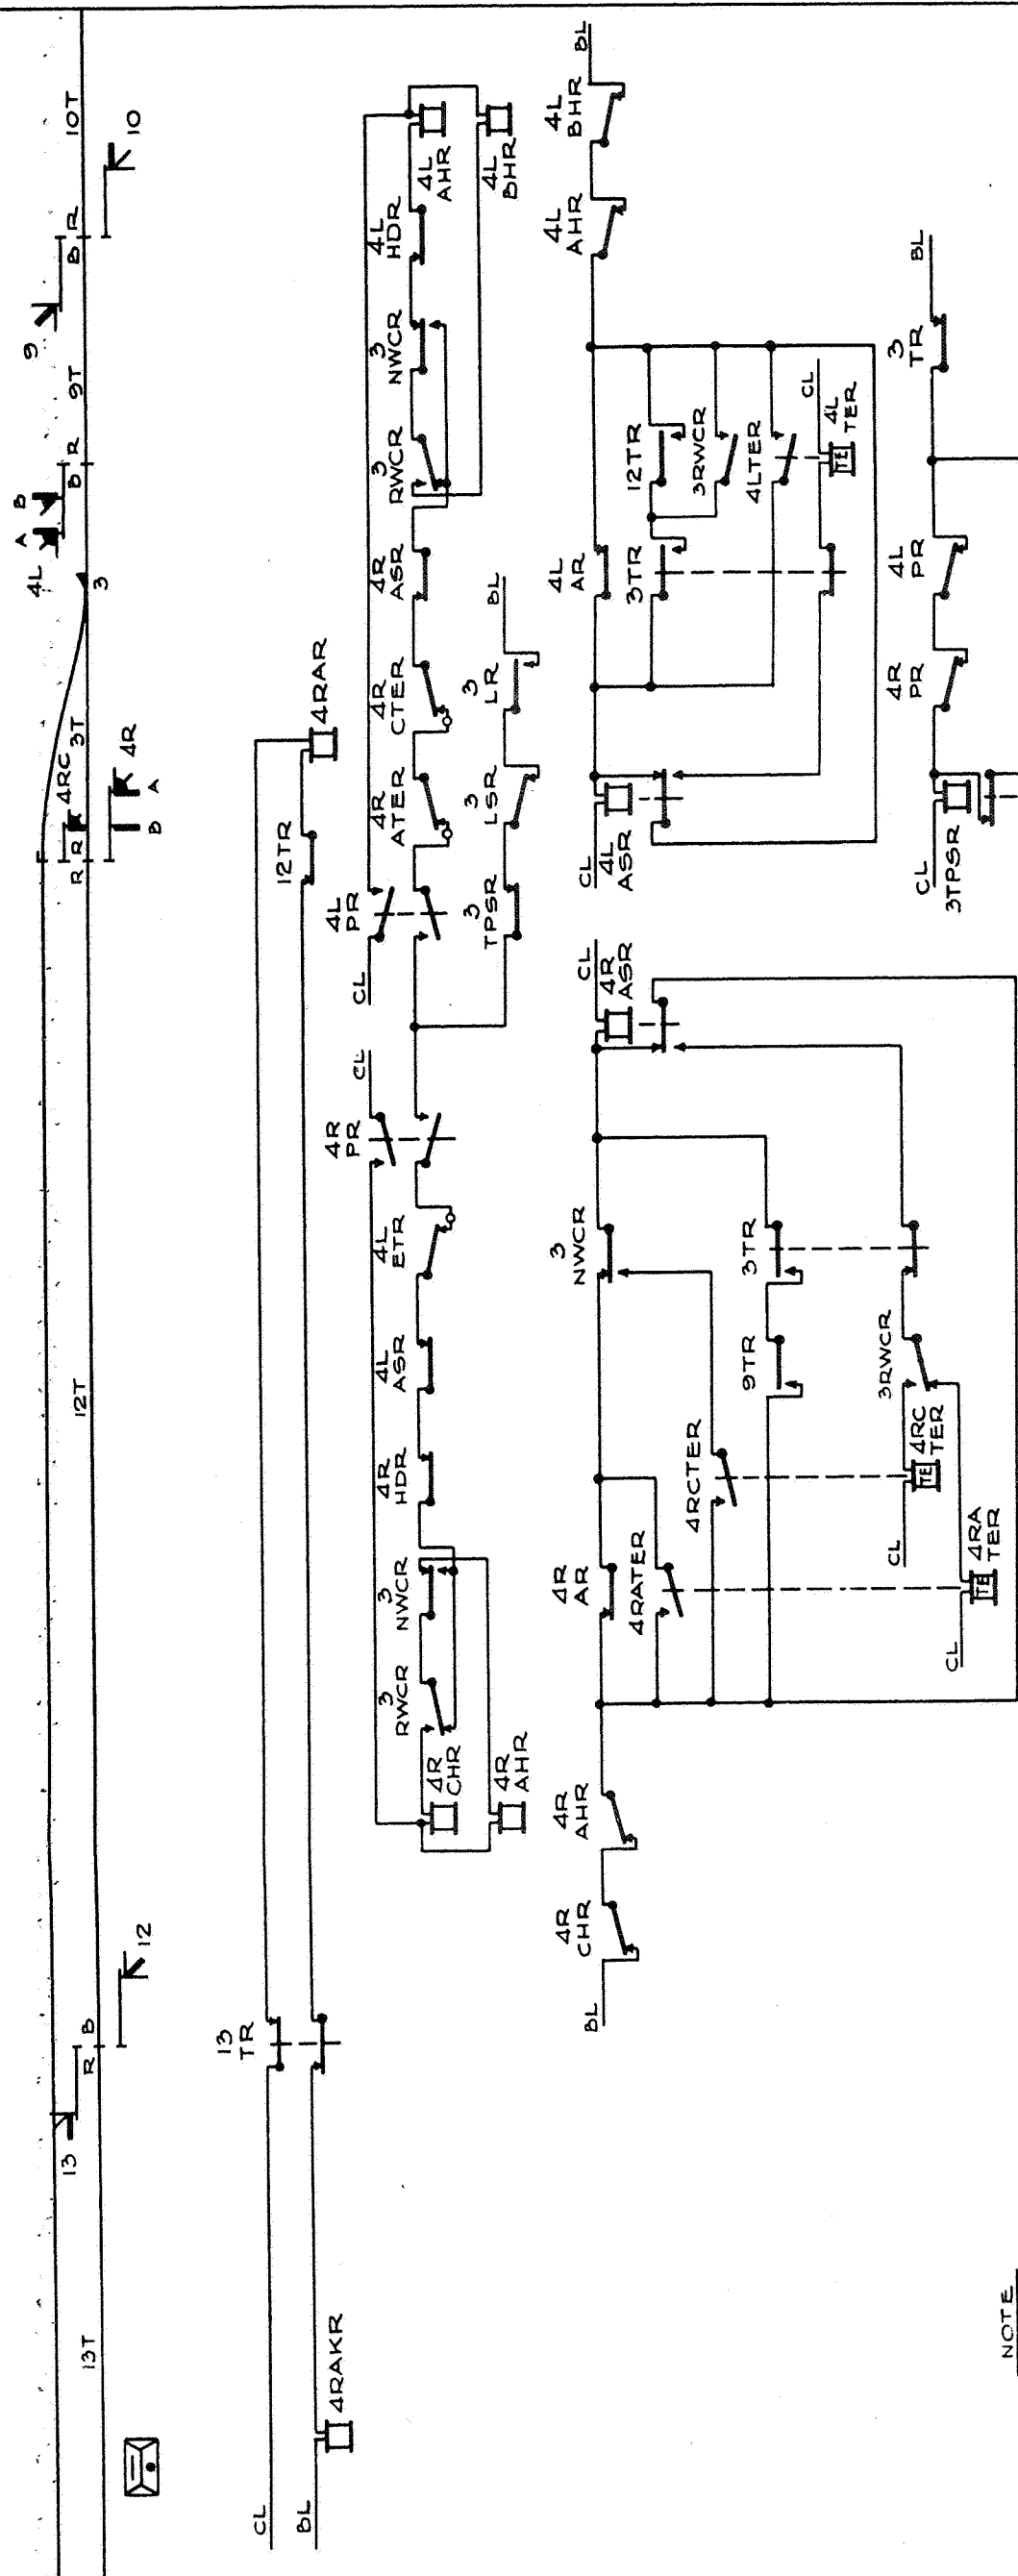 13T
13
R B
12
12T
R R
4RC
B A
4R
3T
3
4L
A B
B R
9T
9
B R
10T
10
CL
BL
4RAKR
13
TR
12TR
4RAR
4R
CHR
4R
AHR
3
RWCR
3
NWCR
4R
HDR
4L
ASR
4L
ETR
4R
PR
CL
CL
4L
PR
4R
ATER
4R
CTER
4R
ASR
3
RWCR
3
NWCR
4L
HDR
4L
AHR
4L
BHR
3
TPSR
3
LSR
3
LR
BL
BL
4R
CHR
4R
AHR
4R
AR
4RATER
4RCTER
3
NWCR
3TR
9TR
3RWCR
CL
4R
ASR
TE
4RC
TER
CL
TE
4RA
TER
CL
CL
4L
ASR
4L
AR
3TR
12TR
3RWCR
4LTER
CL
TE
4L
TER
4L
AHR
4L
BHR
BL
CL
3TPSR
4R
PR
4L
PR
3
TR
BL
NOTE